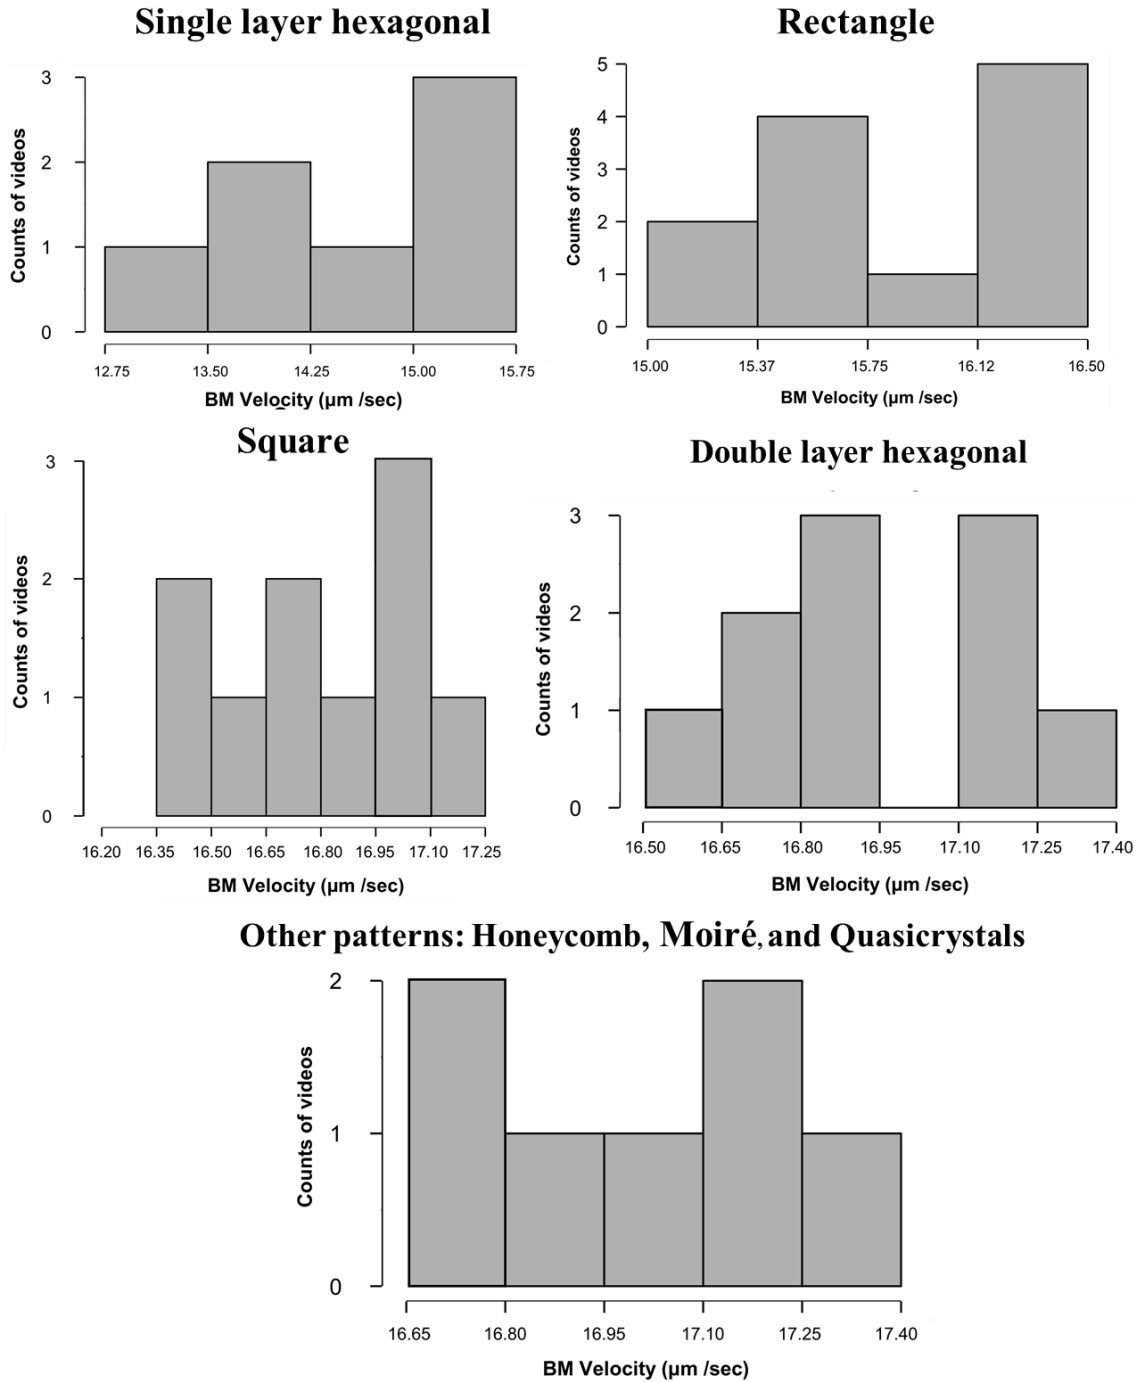 Single layer hexagonal
Counts of videos
3
2
1
0
12.75 13.50 14.25 15.00 15.75
BM Velocity (µm /sec)
Rectangle
Counts of videos
5
4
3
2
1
0
15.00 15.37 15.75 16.12 16.50
BM Velocity (µm /sec)
Square
Counts of videos
3
2
1
0
16.20 16.35 16.50 16.65 16.80 16.95 17.10 17.25
BM Velocity (µm /sec)
Double layer hexagonal
Counts of videos
3
2
1
0
16.50 16.65 16.80 16.95 17.10 17.25 17.40
BM Velocity (µm /sec)
Other patterns: Honeycomb, Moiré, and Quasicrystals
Counts of videos
2
1
0
16.65 16.80 16.95 17.10 17.25 17.40
BM Velocity (µm /sec)